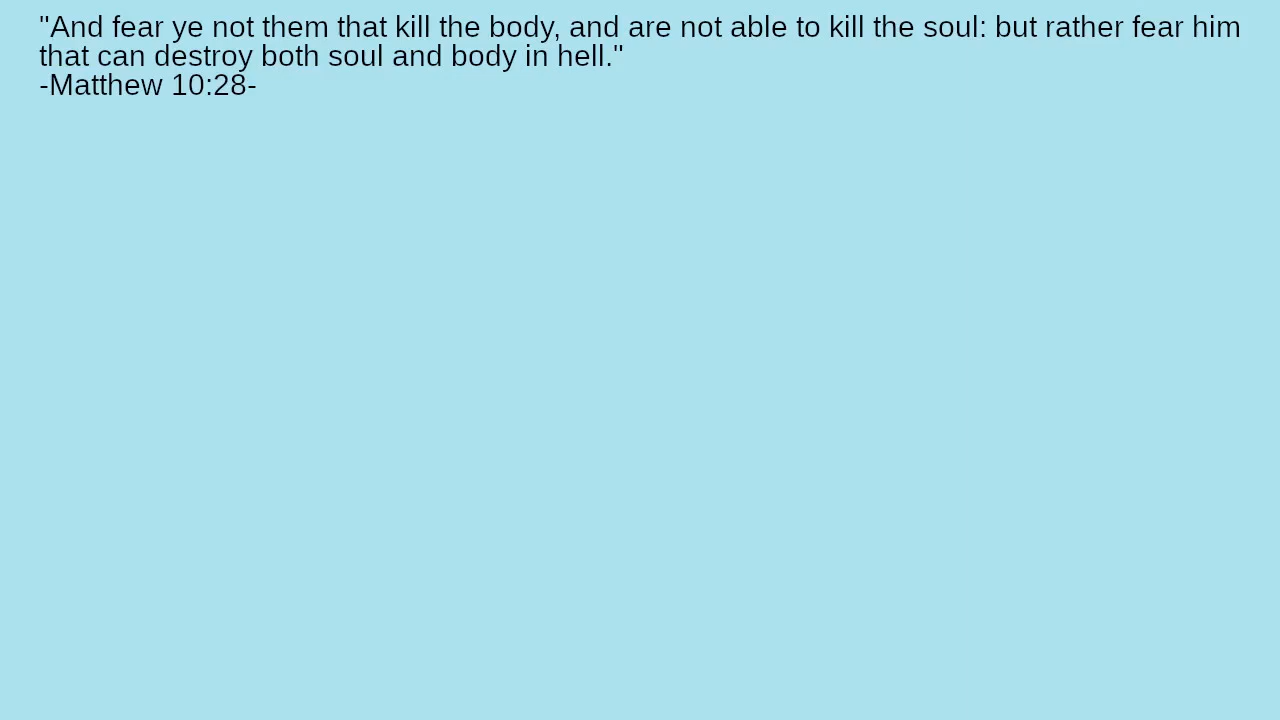 "And fear ye not them that kill the body, and are not able to kill the soul: but rather fear him
that can destroy both soul and body in hell."
-Matthew 10:28-